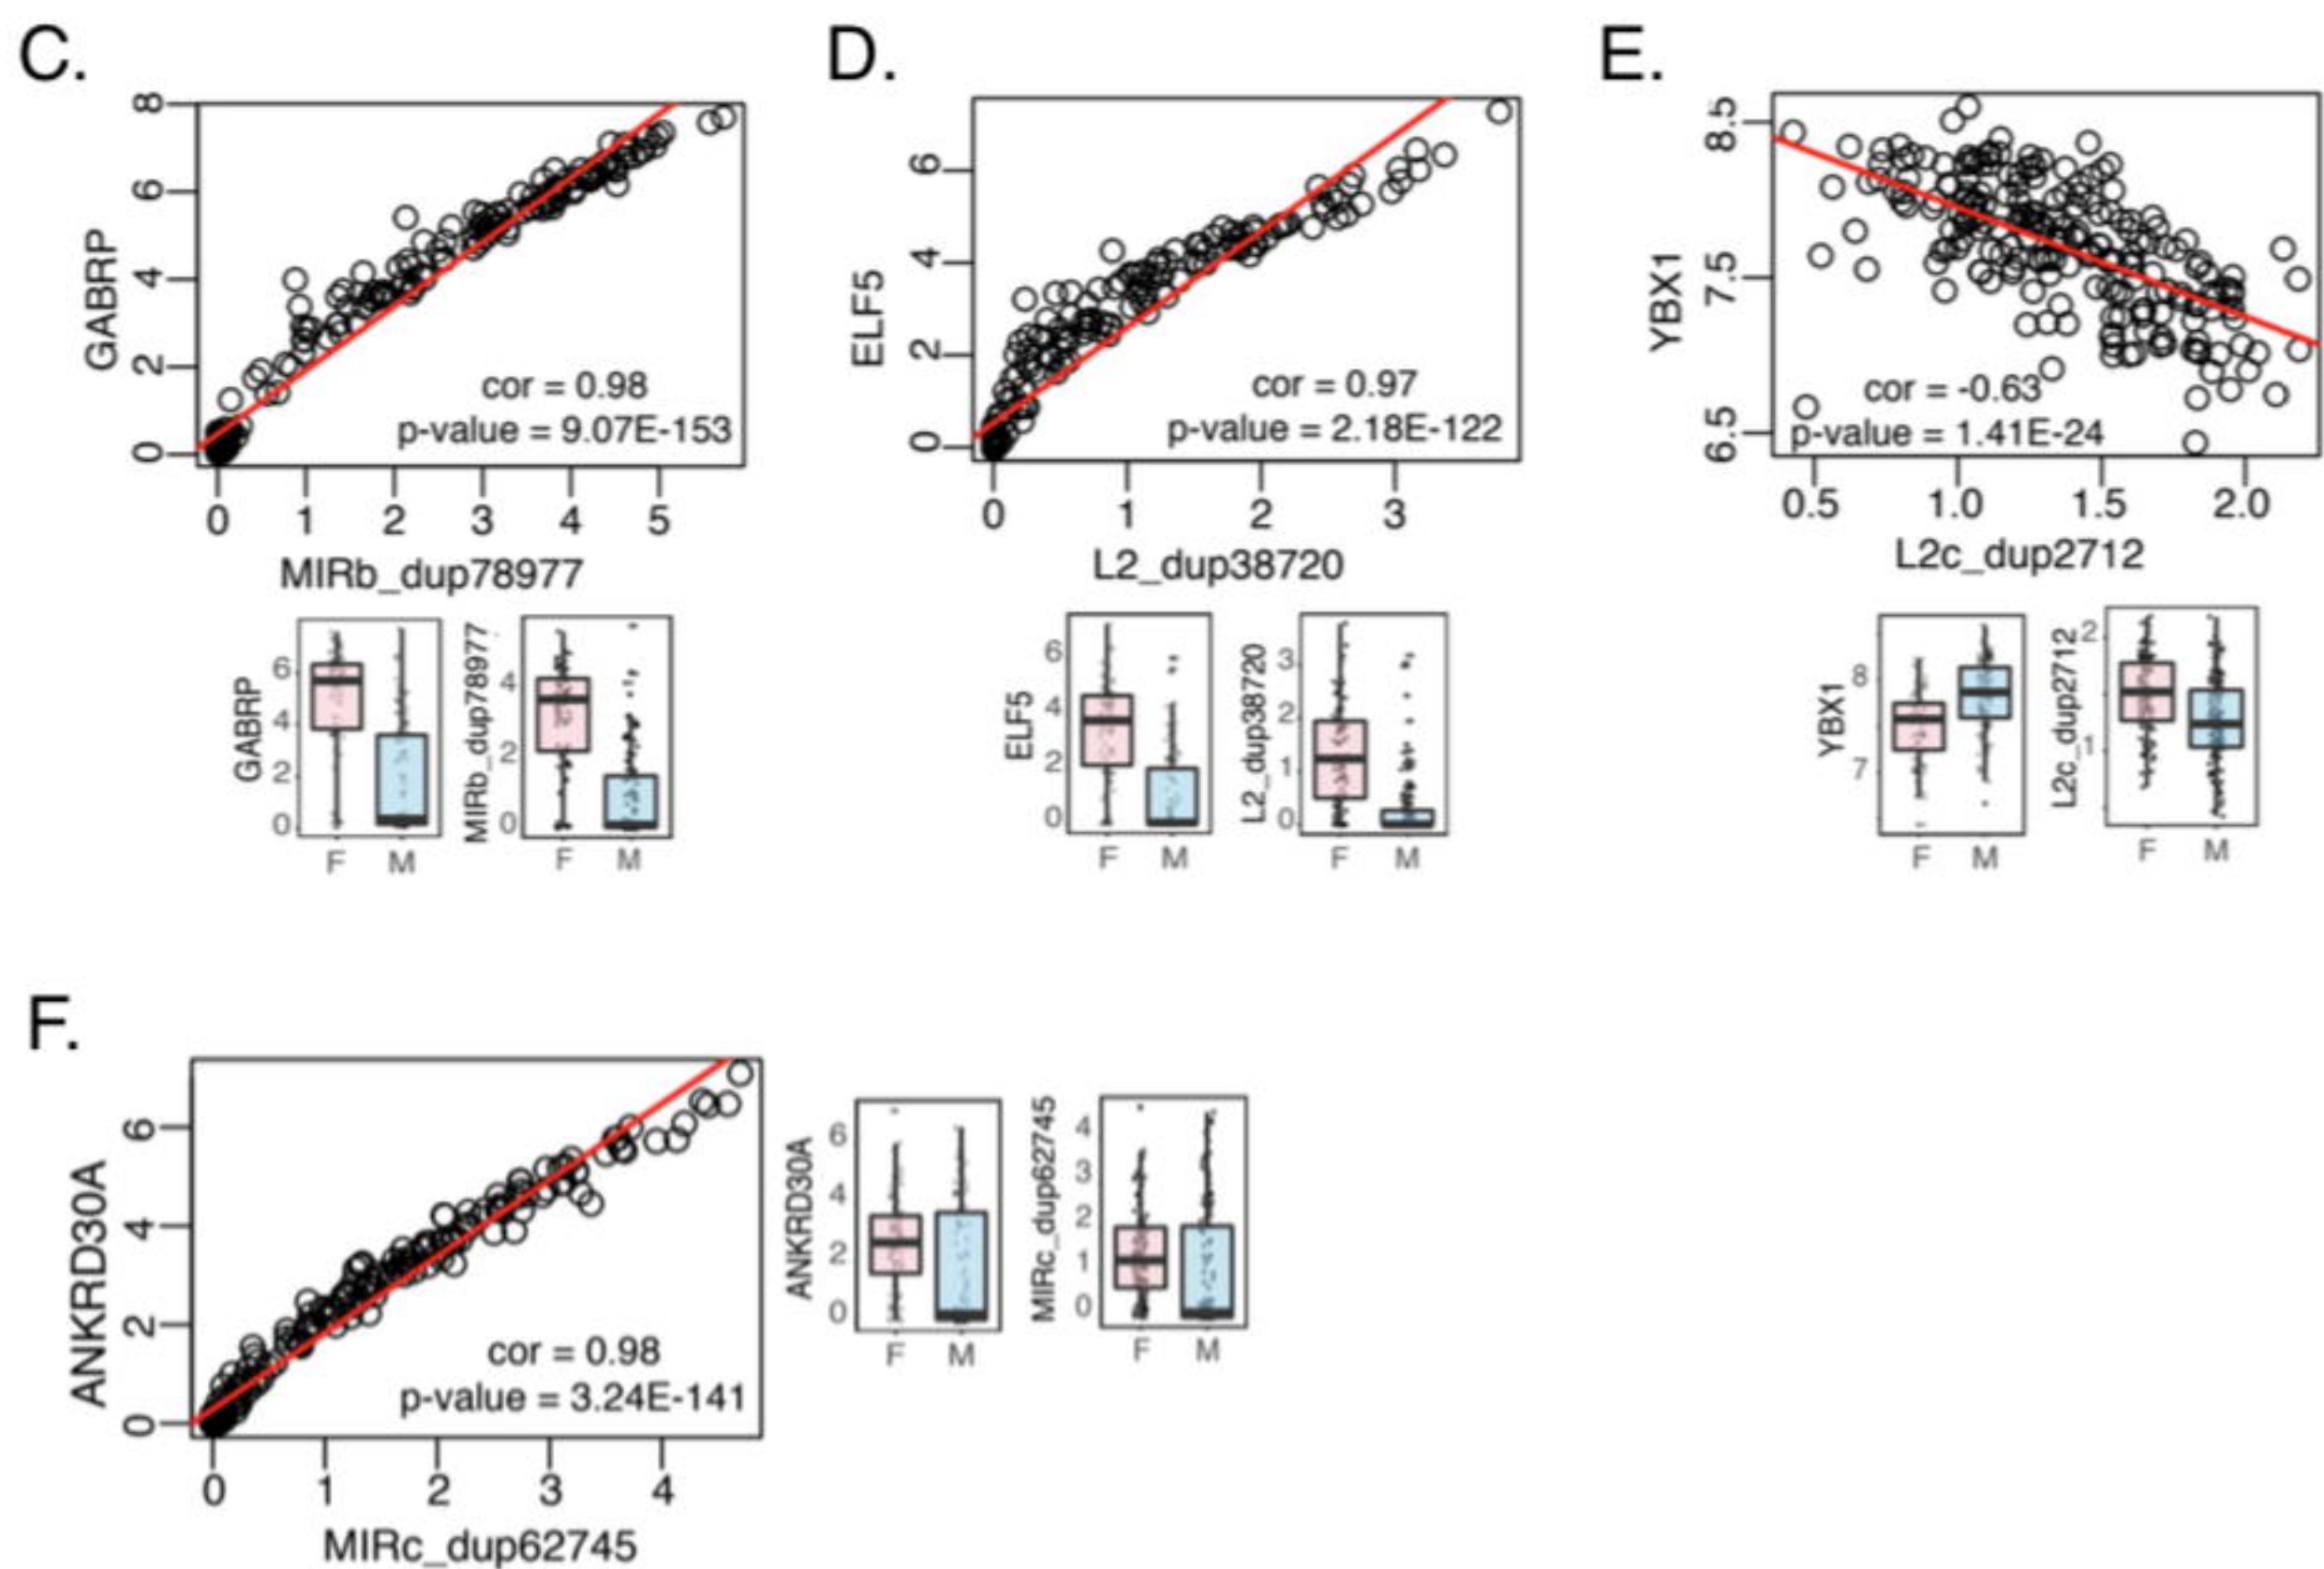 C.
GABRP
8
6
4
2
0
cor = 0.98
p-value = 9.07E-153
0 1 2 3 4 5
MIRb_dup78977
GABRP
6
4
2
0
F M
MIRb_dup78977
4
2
0
F M
D.
ELF5
6
4
2
0
cor = 0.97
p-value = 2.18E-122
0 1 2 3
L2_dup38720
ELF5
6
4
2
0
F M
L2_dup38720
3
2
1
0
F M
E.
YBX1
8.5
7.5
6.5
cor = -0.63
p-value = 1.41E-24
0.5 1.0 1.5 2.0
L2c_dup2712
YBX1
8
7
F M
L2c_dup2712
2
1
F M
F.
ANKRD30A
6
4
2
0
cor = 0.98
p-value = 3.24E-141
0 1 2 3 4
MIRc_dup62745
ANKRD30A
6
4
2
0
F M
MIRc_dup62745
4
3
2
1
0
F M